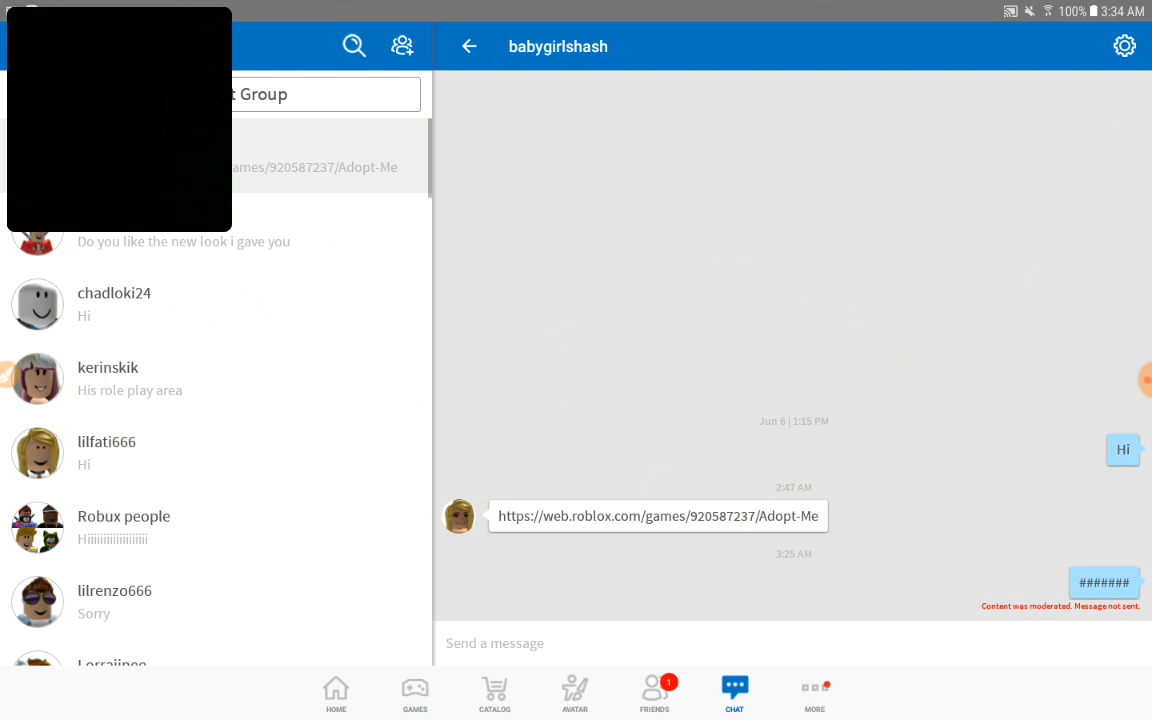 100% 3:34 AM
babygirlshash
t Group
ames/920587237/Adopt-Me
Do you like the new look i gave you
chadloki24
Hi
kerinskik
His role play area
lilfati666
Hi
Robux people
Hiiiiiiiiiiiiiiiiiii
lilrenzo666
Sorry
Jun 6 | 1:15 PM
Hi
2:47 AM
https://web.roblox.com/games/920587237/Adopt-Me
3:25 AM
#######
Content was moderated. Message not sent.
Send a message
HOME GAMES CATALOG AVATAR FRIENDS 1 CHAT MORE